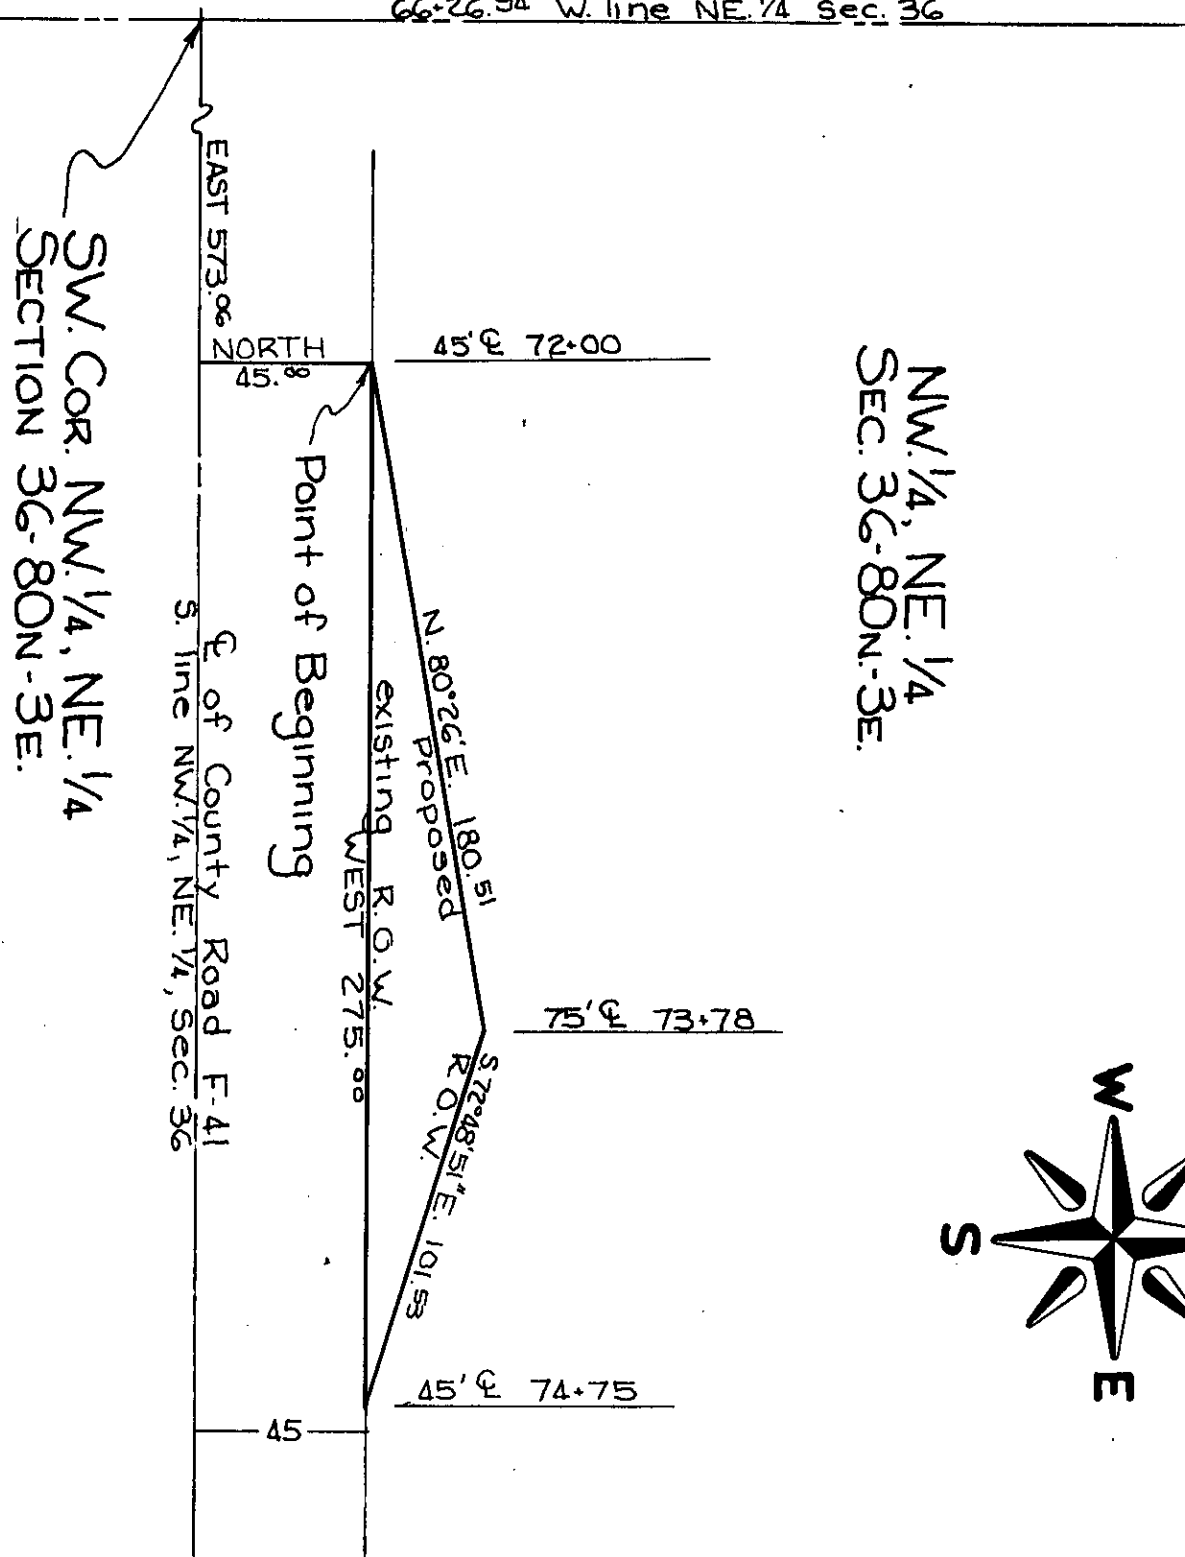 66+26.94 W. line NE. 1/4 Sec. 36
EAST 573.06
NORTH
45.00
45' ℄ 72+00
SW. COR. NW. 1/4, NE. 1/4
SECTION 36-80N-3E.
NW. 1/4, NE. 1/4
SEC. 36-80N.-3E.
Point of Beginning
N. 80°26'E. 180.51
proposed
existing R.O.W.
WEST 275.00
℄ of County Road F-41
S. line NW. 1/4, NE. 1/4, Sec. 36
75' ℄ 73+78
S. 72°48'51"E. 101.53
R.O.W.
45' ℄ 74+75
45
W
S
E